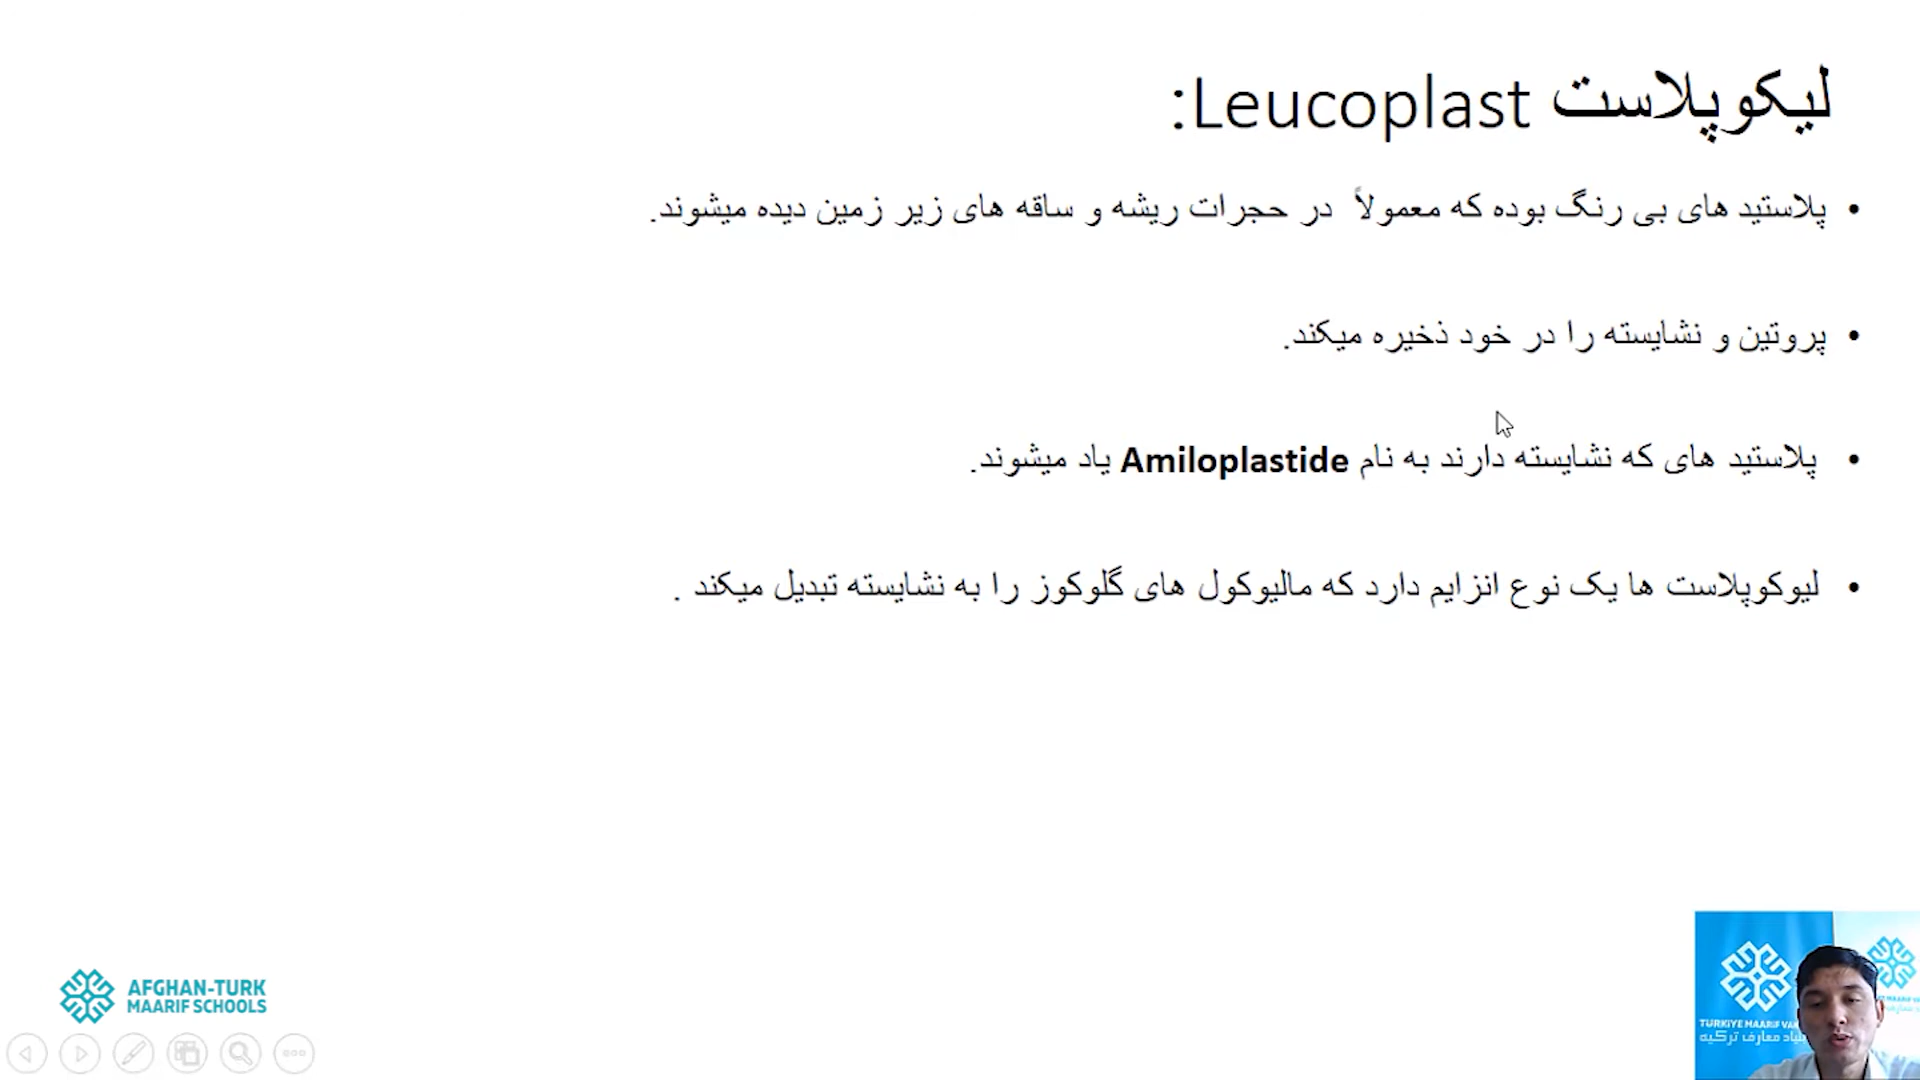 لیکوپلاست Leucoplast:
• پلاستید های بی رنگ بوده که معمولاً در حجرات ریشه و ساقه های زیر زمین دیده میشوند.
• پروتین و نشایسته را در خود ذخیره میکند.
• پلاستید های که نشایسته دارند به نام Amiloplastide یاد میشوند.
• لیوکوپلاست ها یک نوع انزایم دارد که مالیوکول های گلوکوز را به نشایسته تبدیل میکند .
AFGHAN-TURK
MAARIF SCHOOLS
TURKIYE MAARIF
بنیاد معارف ترکیه